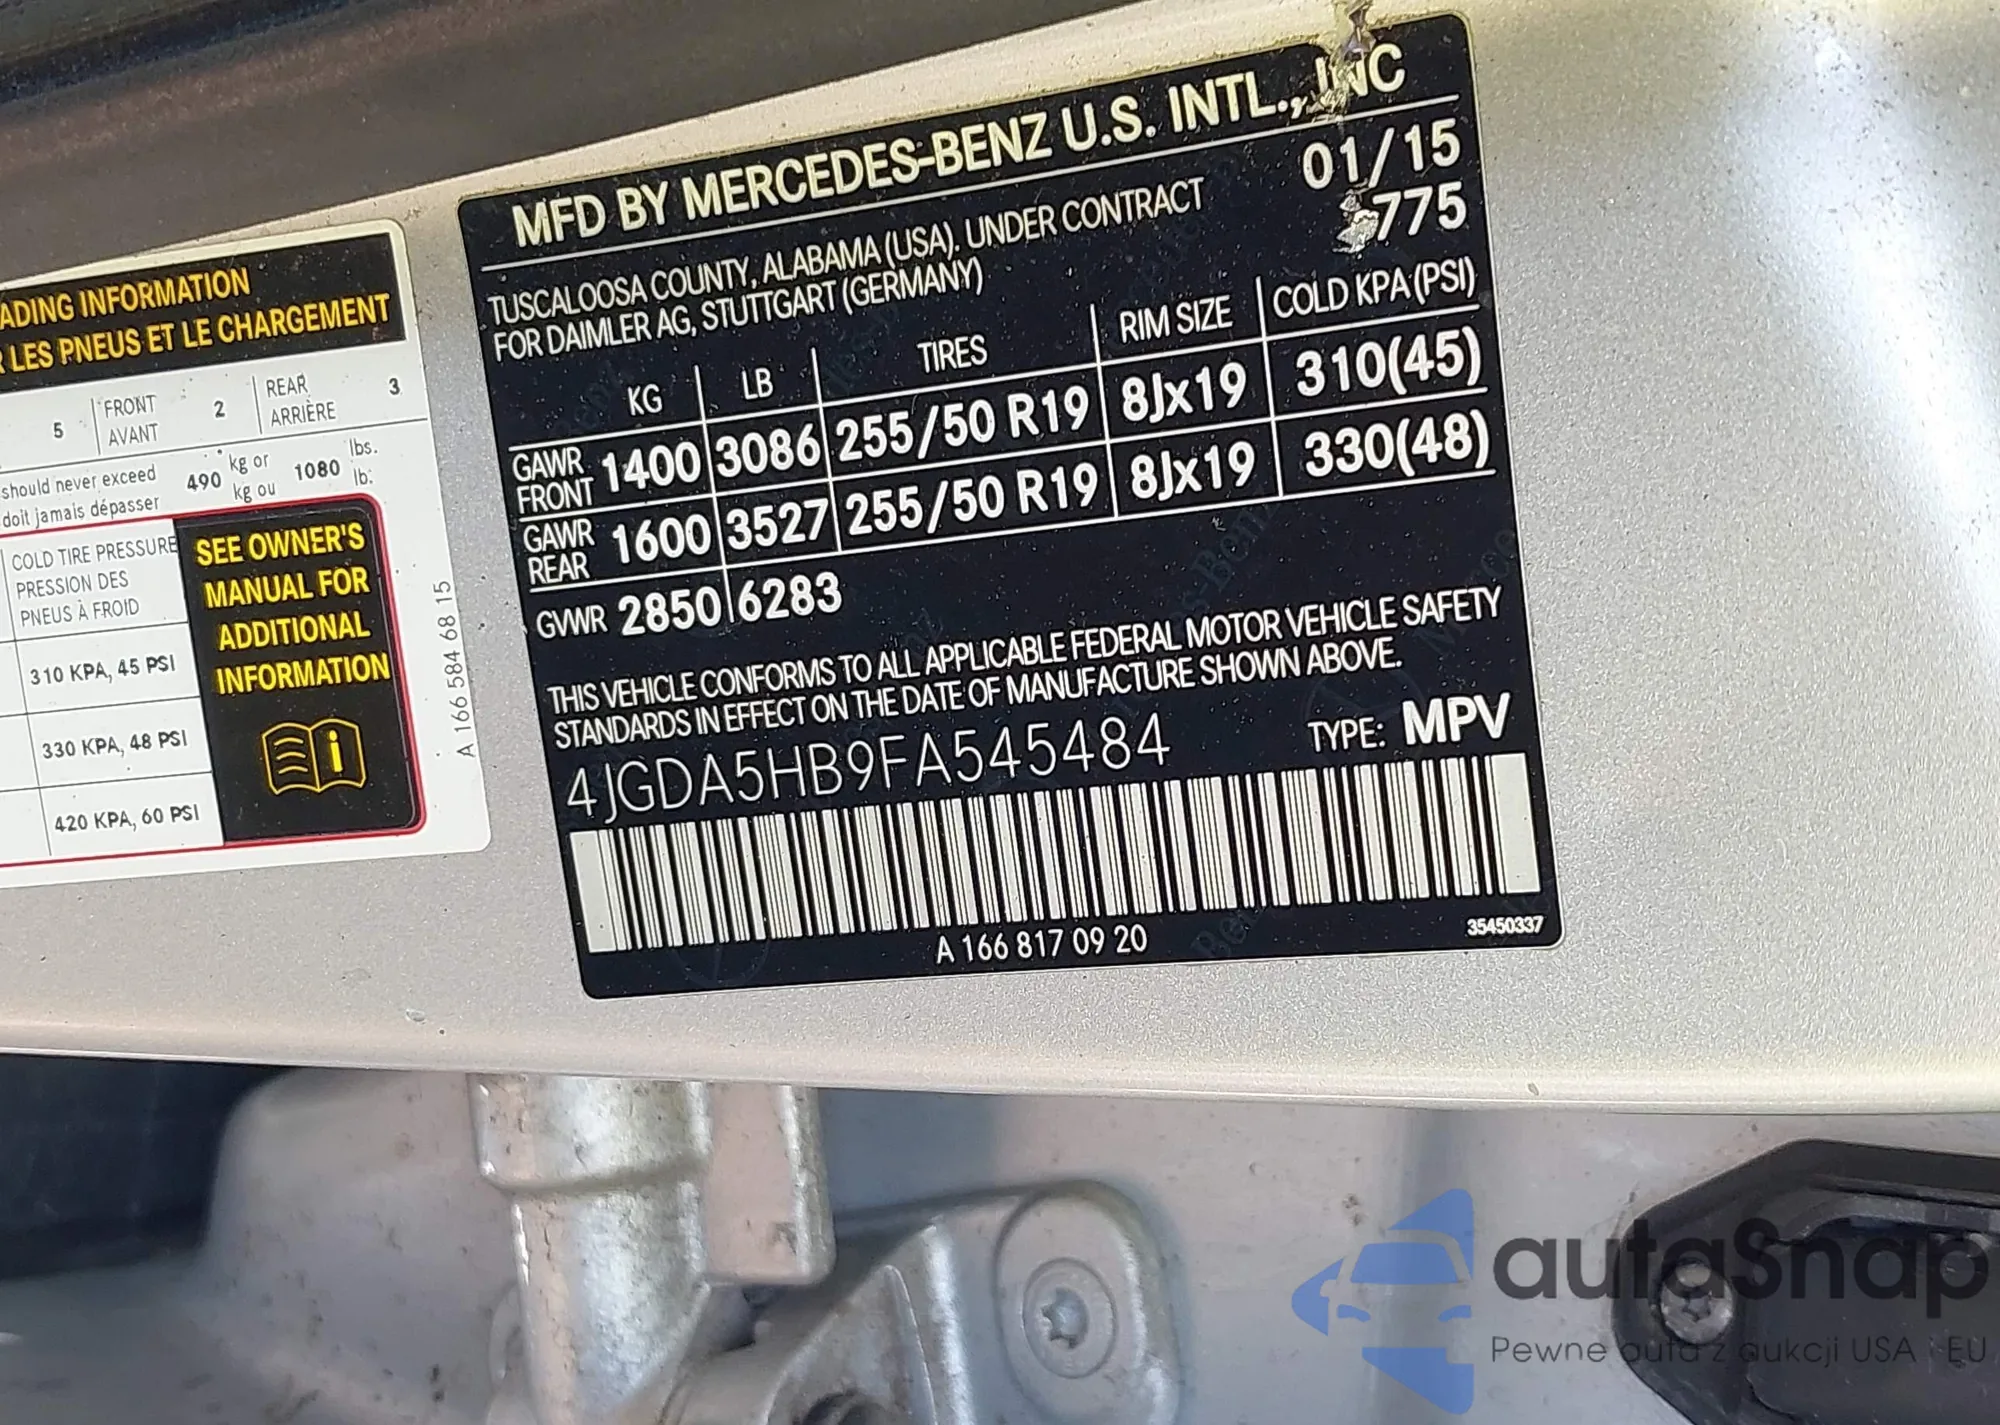 ADING INFORMATION
LES PNEUS ET LE CHARGEMENT
5 FRONT AVANT 2 REAR ARRIÈRE 3
should never exceed 490 kg or 1080 lbs.
doit jamais dépasser kg ou lb:
COLD TIRE PRESSURE
PRESSION DES
PNEUS À FROID
310 KPA, 45 PSI
330 KPA, 48 PSI
420 KPA, 60 PSI
SEE OWNER'S
MANUAL FOR
ADDITIONAL
INFORMATION
A 166 584 68 15
MFD BY MERCEDES-BENZ U.S. INTL., INC
01/15
TUSCALOOSA COUNTY, ALABAMA (USA). UNDER CONTRACT
775
FOR DAIMLER AG, STUTTGART (GERMANY)
KG LB TIRES RIM SIZE COLD KPA (PSI)
GAWR FRONT 1400 3086 255/50 R19 8Jx19 310(45)
GAWR REAR 1600 3527 255/50 R19 8Jx19 330(48)
GVWR 2850 6283
THIS VEHICLE CONFORMS TO ALL APPLICABLE FEDERAL MOTOR VEHICLE SAFETY
STANDARDS IN EFFECT ON THE DATE OF MANUFACTURE SHOWN ABOVE.
4JGDA5HB9FA545484 TYPE: MPV
A 166 817 09 20
35450337
autaSnap
Pewne auta z aukcji USA i EU